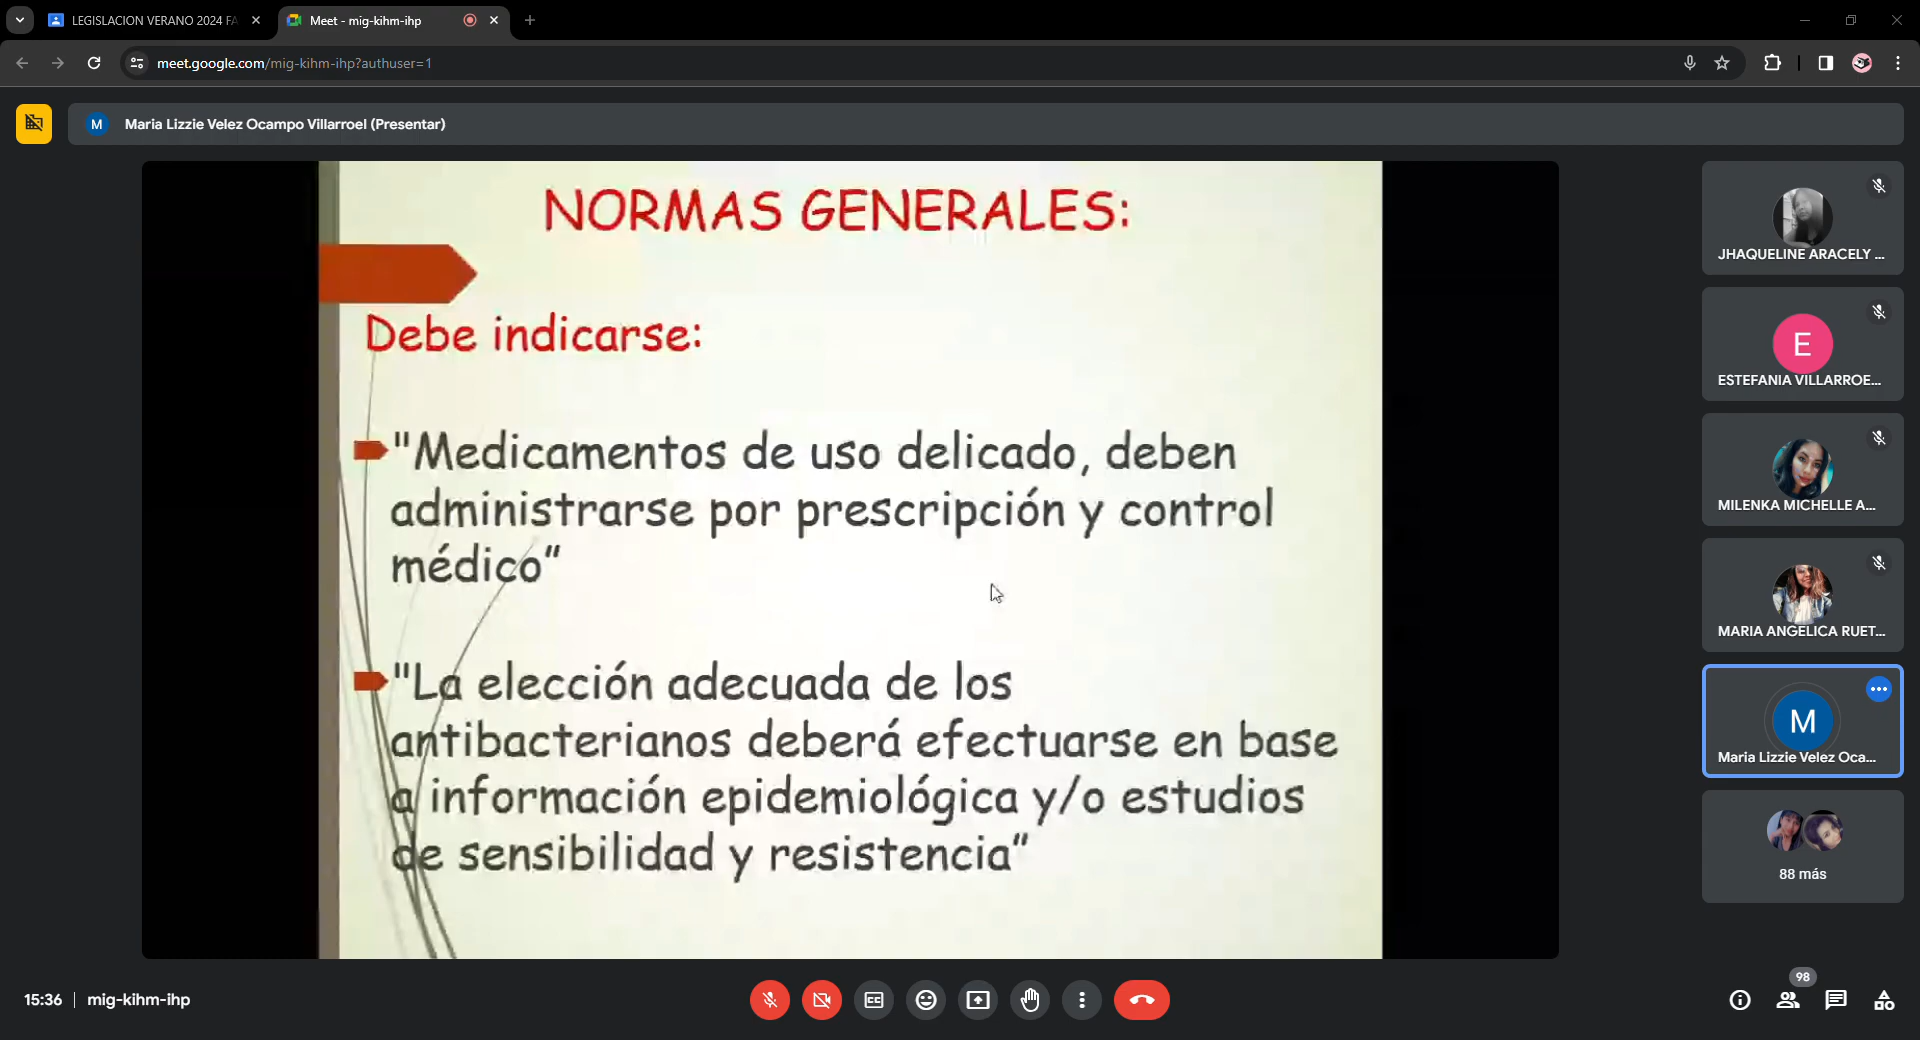 LEGISLACION VERANO 2024 FA
Meet - mig-kihm-ihp
meet.google.com/mig-kihm-ihp?authuser=1
M
Maria Lizzie Velez Ocampo Villarroel (Presentar)
NORMAS GENERALES:
Debe indicarse:
"Medicamentos de uso delicado, deben
administrarse por prescripción y control
médico"
"La elección adecuada de los
antibacterianos deberá efectuarse en base
a información epidemiológica y/o estudios
de sensibilidad y resistencia"
JHAQUELINE ARACELY ...
E
ESTEFANIA VILLARROE...
MILENKA MICHELLE A...
MARIA ANGELICA RUET...
M
Maria Lizzie Velez Oca...
88 más
15:36 | mig-kihm-ihp
98